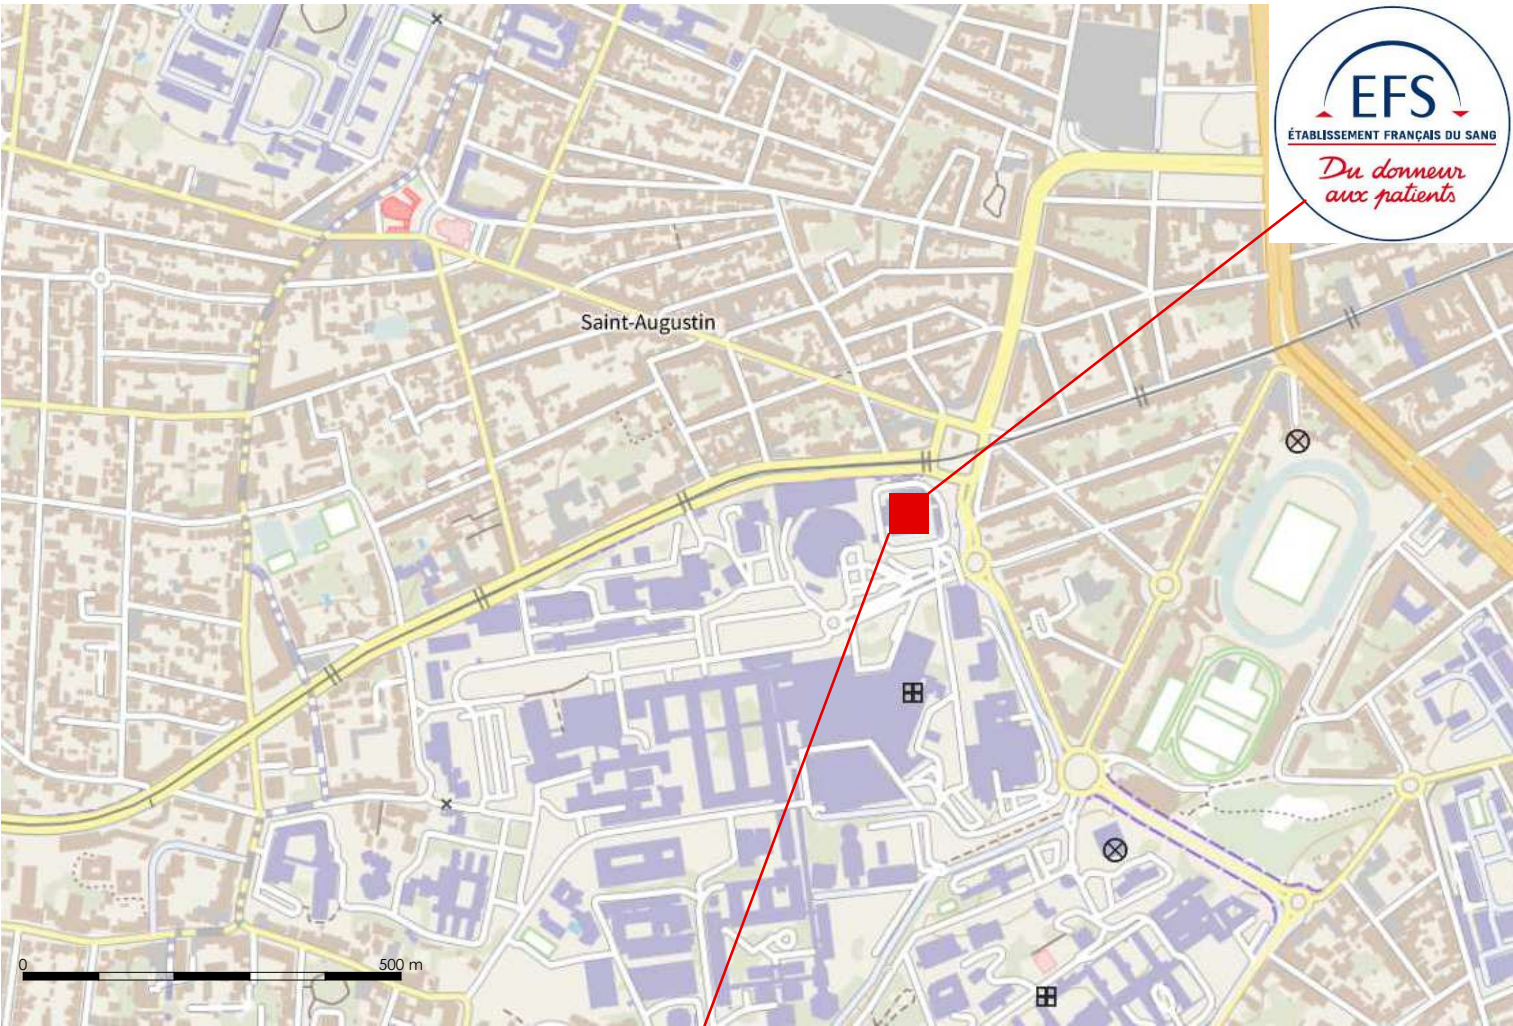 EFS
ÉTABLISSEMENT FRANÇAIS DU SANG
Du donneur
aux patients
Saint-Augustin
0 500 m